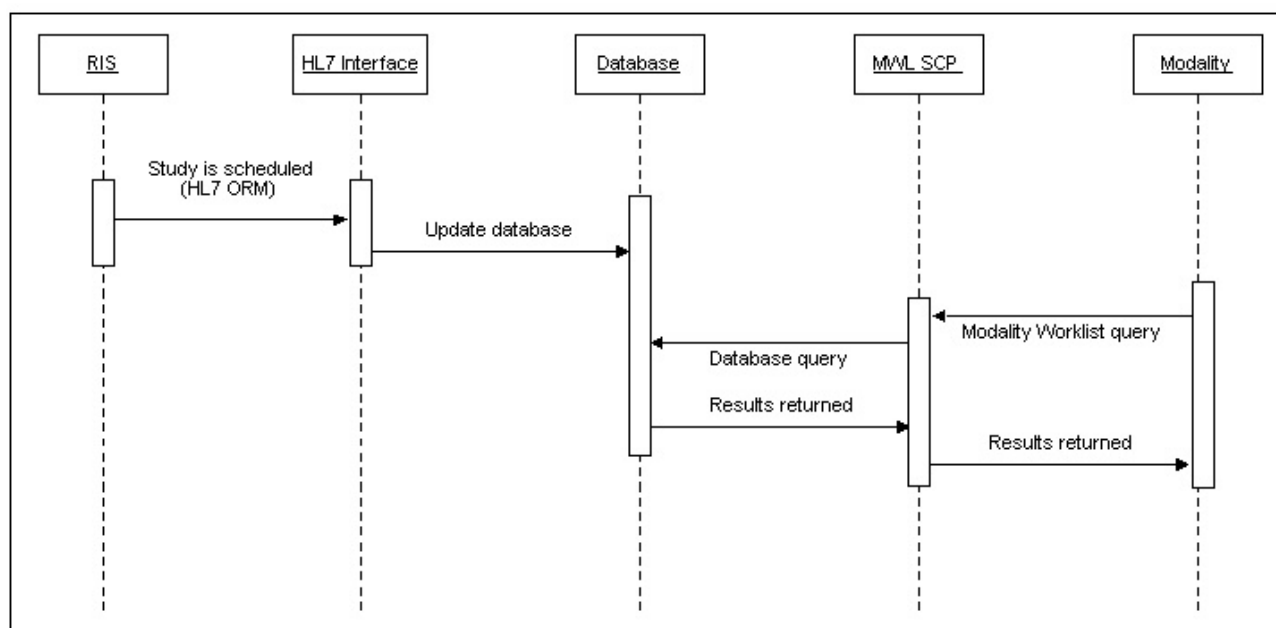 RIS
HL7 Interface
Database
MWL SCP
Modality
Study is scheduled
(HL7 ORM)
Update database
Modality Worklist query
Database query
Results returned
Results returned